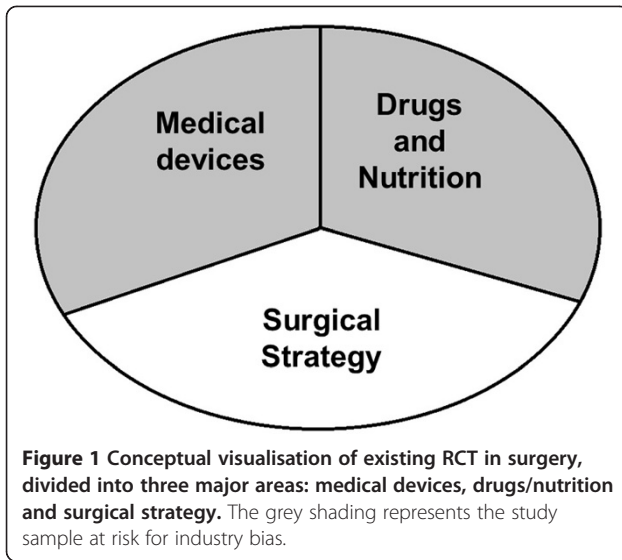 Medical
devices
Drugs
and
Nutrition
Surgical
Strategy
Figure 1 Conceptual visualisation of existing RCT in surgery,
divided into three major areas: medical devices, drugs/nutrition
and surgical strategy. The grey shading represents the study
sample at risk for industry bias.